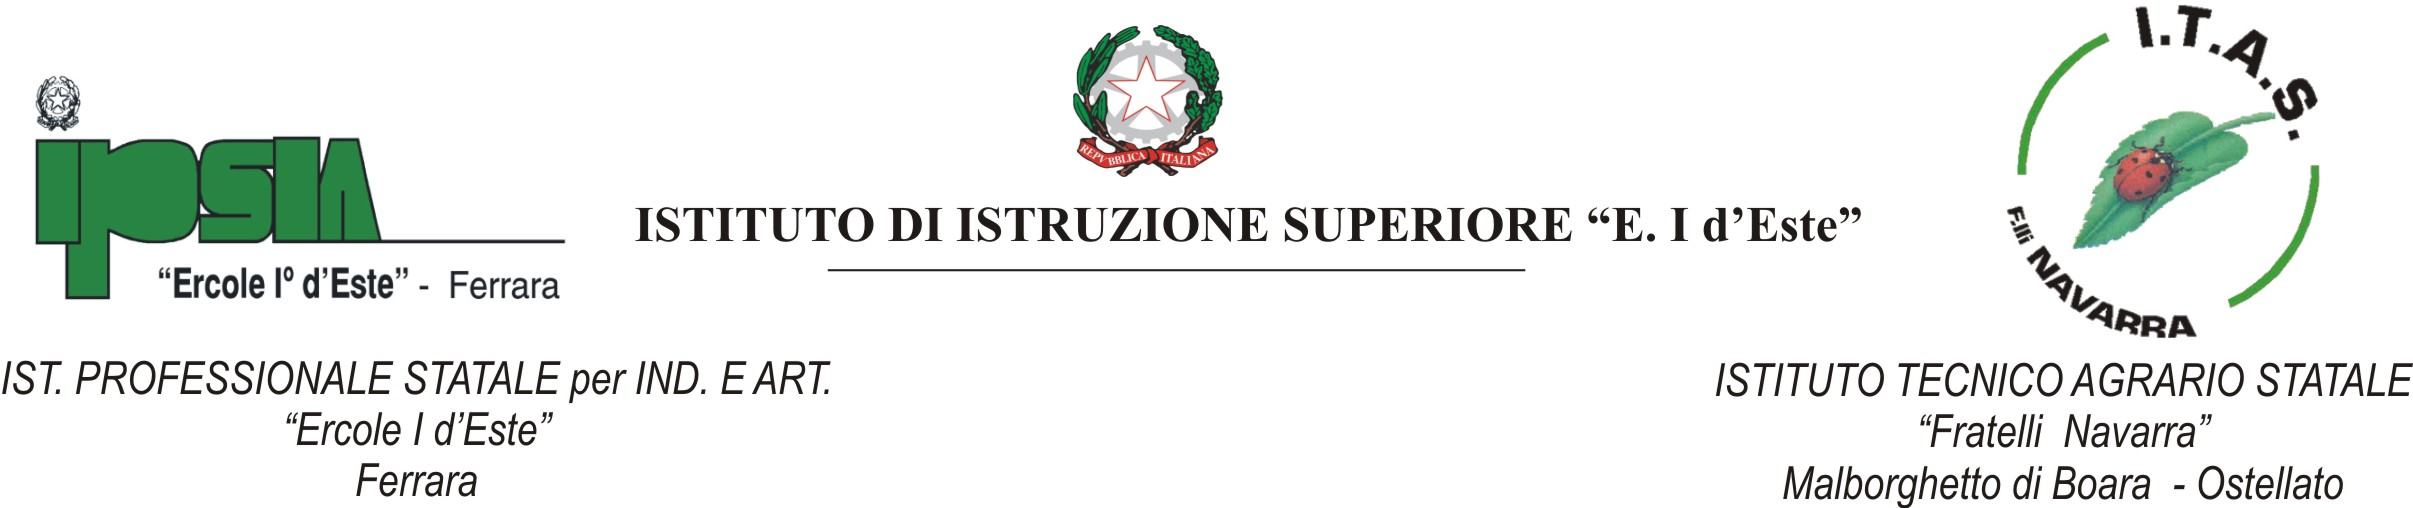 ipsia
“Ercole I° d’Este” - Ferrara
IST. PROFESSIONALE STATALE per IND. E ART.
“Ercole I d’Este”
Ferrara
REPVBBLICA ITALIANA
ISTITUTO DI ISTRUZIONE SUPERIORE “E. I d’Este”
I.T.A.S.
F.lli NAVARRA
ISTITUTO TECNICO AGRARIO STATALE
“Fratelli Navarra”
Malborghetto di Boara - Ostellato